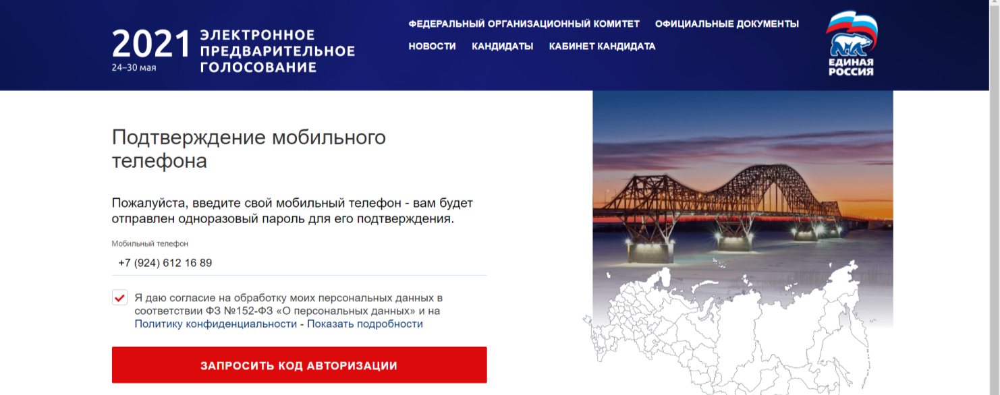 2021
24–30 мая
ЭЛЕКТРОННОЕ
ПРЕДВАРИТЕЛЬНОЕ
ГОЛОСОВАНИЕ
ФЕДЕРАЛЬНЫЙ ОРГАНИЗАЦИОННЫЙ КОМИТЕТ ОФИЦИАЛЬНЫЕ ДОКУМЕНТЫ
НОВОСТИ КАНДИДАТЫ КАБИНЕТ КАНДИДАТА
ЕДИНАЯ
РОССИЯ
Подтверждение мобильного
телефона
Пожалуйста, введите свой мобильный телефон - вам будет
отправлен одноразовый пароль для его подтверждения.
Мобильный телефон
+7 (924) 612 16 89
Я даю согласие на обработку моих персональных данных в
соответствии ФЗ №152-ФЗ «О персональных данных» и на
Политику конфиденциальности - Показать подробности
ЗАПРОСИТЬ КОД АВТОРИЗАЦИИ